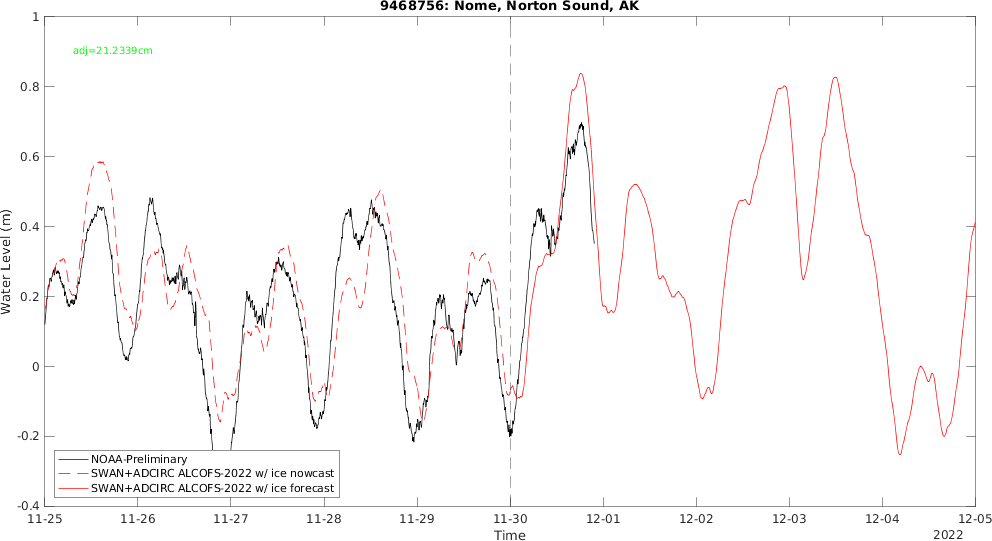 9468756: Nome, Norton Sound, AK
adj=21.2339cm
Water Level (m)
1
0.8
0.6
0.4
0.2
0
-0.2
-0.4
NOAA-Preliminary
SWAN+ADCIRC ALCOFS-2022 w/ ice nowcast
SWAN+ADCIRC ALCOFS-2022 w/ ice forecast
11-25 11-26 11-27 11-28 11-29 11-30 12-01 12-02 12-03 12-04 12-05
Time
2022